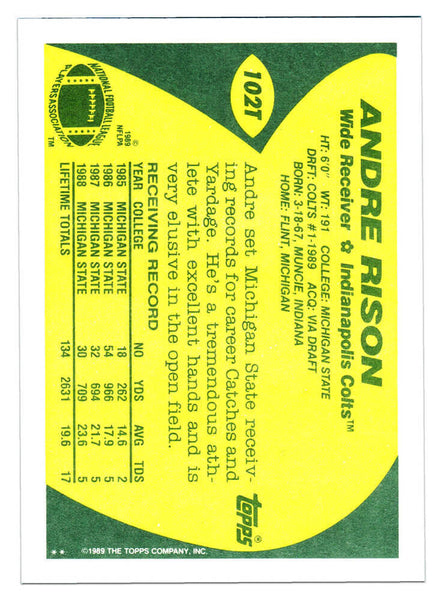 102T
ANDRE RISON
Wide Receiver ✩ Indianapolis Colts™
HT: 6'0" WT: 191 COLLEGE: MICHIGAN STATE
DRFT: COLTS #1-1989 ACQ: VIA DRAFT
BORN: 3-18-67, MUNCIE, INDIANA
HOME: FLINT, MICHIGAN
Andre set Michigan State receiv-
ing records for career Catches and
Yardage. He's a tremendous ath-
lete with excellent hands and is
very elusive in the open field.
topps®
RECEIVING RECORD
YEAR COLLEGE NO YDS AVG TDS
1985 MICHIGAN STATE 18 262 14.6 2
1986 MICHIGAN STATE 54 966 17.9 5
1987 MICHIGAN STATE 32 694 21.7 5
1988 MICHIGAN STATE 30 709 23.6 5
LIFETIME TOTALS 134 2631 19.6 17
NATIONAL FOOTBALL LEAGUE
PLAYERS ASSOCIATION
™
©
1989
NFLPA
** ©1989 THE TOPPS COMPANY, INC.